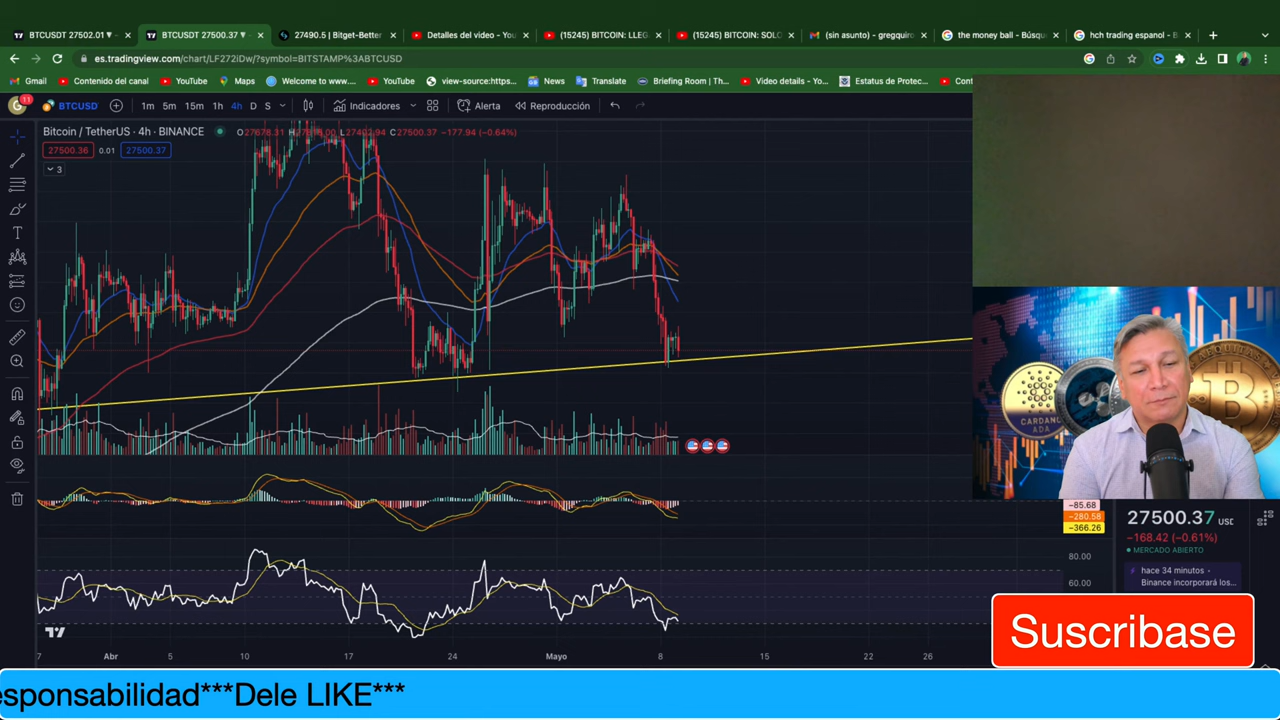 BTCUSDT 27502.01 ▼
BTCUSDT 27500.37 ▼
27490.5 | Bitget-Better
Detalles del video - You
(15245) BITCOIN: LLEG
(15245) BITCOIN: SOLO
(sin asunto) - gregquiro
the money ball - Búsqu
hch trading espanol - B
es.tradingview.com/chart/LF272iDw/?symbol=BITSTAMP%3ABTCUSD
Gmail
Contenido del canal
YouTube
Maps
Welcome to www....
YouTube
view-source:https...
News
Translate
Briefing Room | Th...
Video details - Yo...
Estatus de Protec...
Cont
G
11
BTCUSD
1m 5m 15m 1h 4h D S
Indicadores
Alerta
Reproducción
Bitcoin / TetherUS · 4h · BINANCE
C27500.37 −177.94 (−0.64%)
27500.36
0.01
27500.37
3
CARDANO
ADA
−85.68
−280.58
−366.26
27500.37 USD
−168.42 (−0.61%)
MERCADO ABIERTO
80.00
hace 34 minutos •
Binance incorporará los...
60.00
Suscribase
7 Abr 5 10 17 24 Mayo 8 15 22 26
esponsabilidad***Dele LIKE***